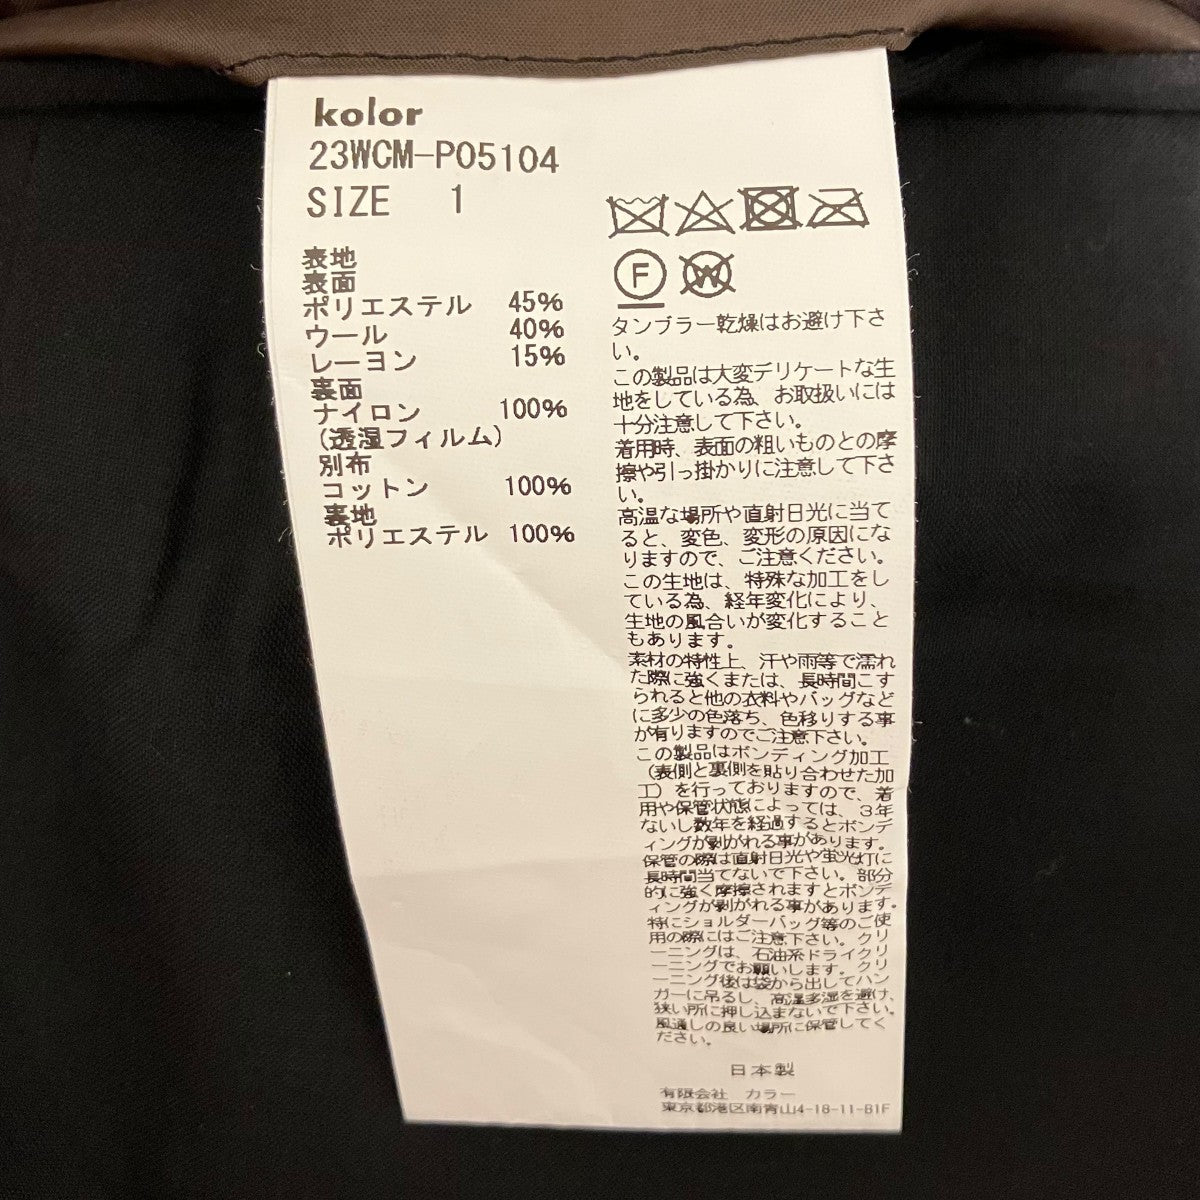 kolor
23WCM-P05104
SIZE 1
表地
表面
ポリエステル 45%
ウール 40%
レーヨン 15%
裏面
ナイロン 100%
(透湿フィルム)
別布
コットン 100%
裏地
ポリエステル 100%
F
W
タンブラー乾燥はお避け下さ
い。
この製品は大変デリケートな生
地をしている為、お取扱いには
十分注意して下さい。
着用時、表面の粗いものとの摩
擦や引っ掛かりに注意して下さ
い。
高温な場所や直射日光に当て
ると、変色、変形の原因にな
りますので、ご注意ください。
この生地は、特殊な加工をし
ている為、経年変化により、
生地の風合いが変化すること
もあります。
素材の特性上、汗や雨等で濡れ
た際に強くまたは、長時間こす
られると他の衣料やバッグなど
に多少の色落ち、色移りする事
が有りますのでご注意下さい。
この製品はボンディング加工
（表側と裏側を貼り合わせた加
工）を行っておりますので、着
用や保管状態によっては、3年
ないし数年を経過するとボンデ
ィングが剥がれる事があります。
保管の際は直射日光や蛍光灯に
長時間当てないで下さい。部分
的に強く摩擦されますとボンデ
ィングが剥がれる事があります。
特にショルダーバッグ等のご使
用の際にはご注意下さい。クリ
ーニングは、石油系ドライクリ
ーニングでお願いします。クリ
ーニング後は袋から出してハン
ガーに吊るし、高温多湿を避け、
狭い所に押し込まないで下さい。
風通しの良い場所に保管してく
ださい。
日本製
有限会社 カラー
東京都港区南青山4-18-11-B1F